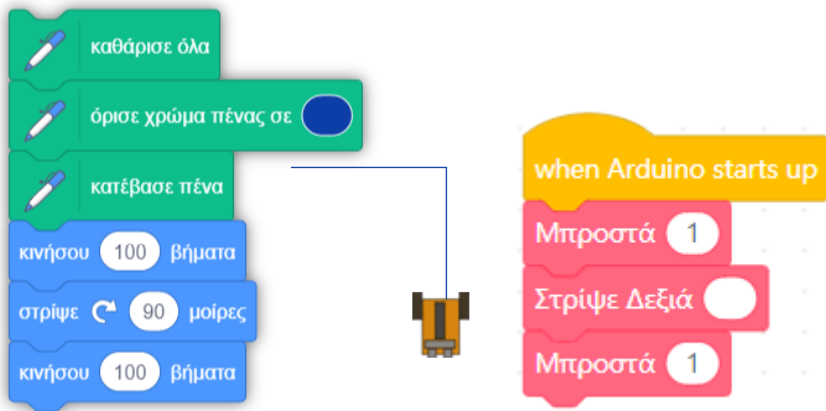 καθάρισε όλα
όρισε χρώμα πένας σε
κατέβασε πένα
κινήσου 100 βήματα
στρίψε 90 μοίρες
κινήσου 100 βήματα
when Arduino starts up
Μπροστά 1
Στρίψε Δεξιά
Μπροστά 1